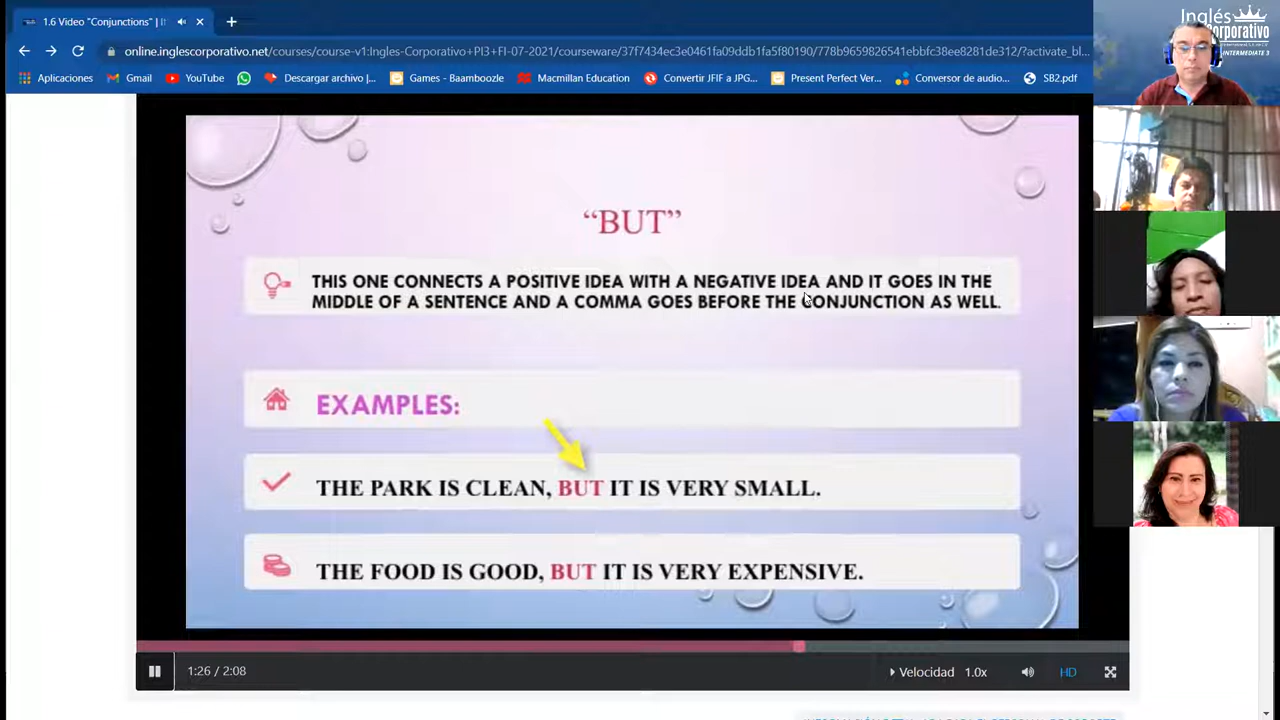 1.6 Video "Conjunctions" | I
online.inglescorporativo.net/courses/course-v1:Ingles-Corporativo+PI3+FI-07-2021/courseware/37f7434ec3e0461fa09ddb1fa5f80190/778b9659826541ebbfc38ee8281de312/?activate_bl...
Aplicaciones
Gmail
YouTube
Descargar archivo |...
Games - Baamboozle
Macmillan Education
Convertir JFIF a JPG...
Present Perfect Ver...
Conversor de audio...
SB2.pdf
Inglés
Corporativo
INTERMEDIATE 3
“BUT”
THIS ONE CONNECTS A POSITIVE IDEA WITH A NEGATIVE IDEA AND IT GOES IN THE
MIDDLE OF A SENTENCE AND A COMMA GOES BEFORE THE CONJUNCTION AS WELL.
EXAMPLES:
THE PARK IS CLEAN, BUT IT IS VERY SMALL.
THE FOOD IS GOOD, BUT IT IS VERY EXPENSIVE.
1:26 / 2:08
Velocidad 1.0x
HD